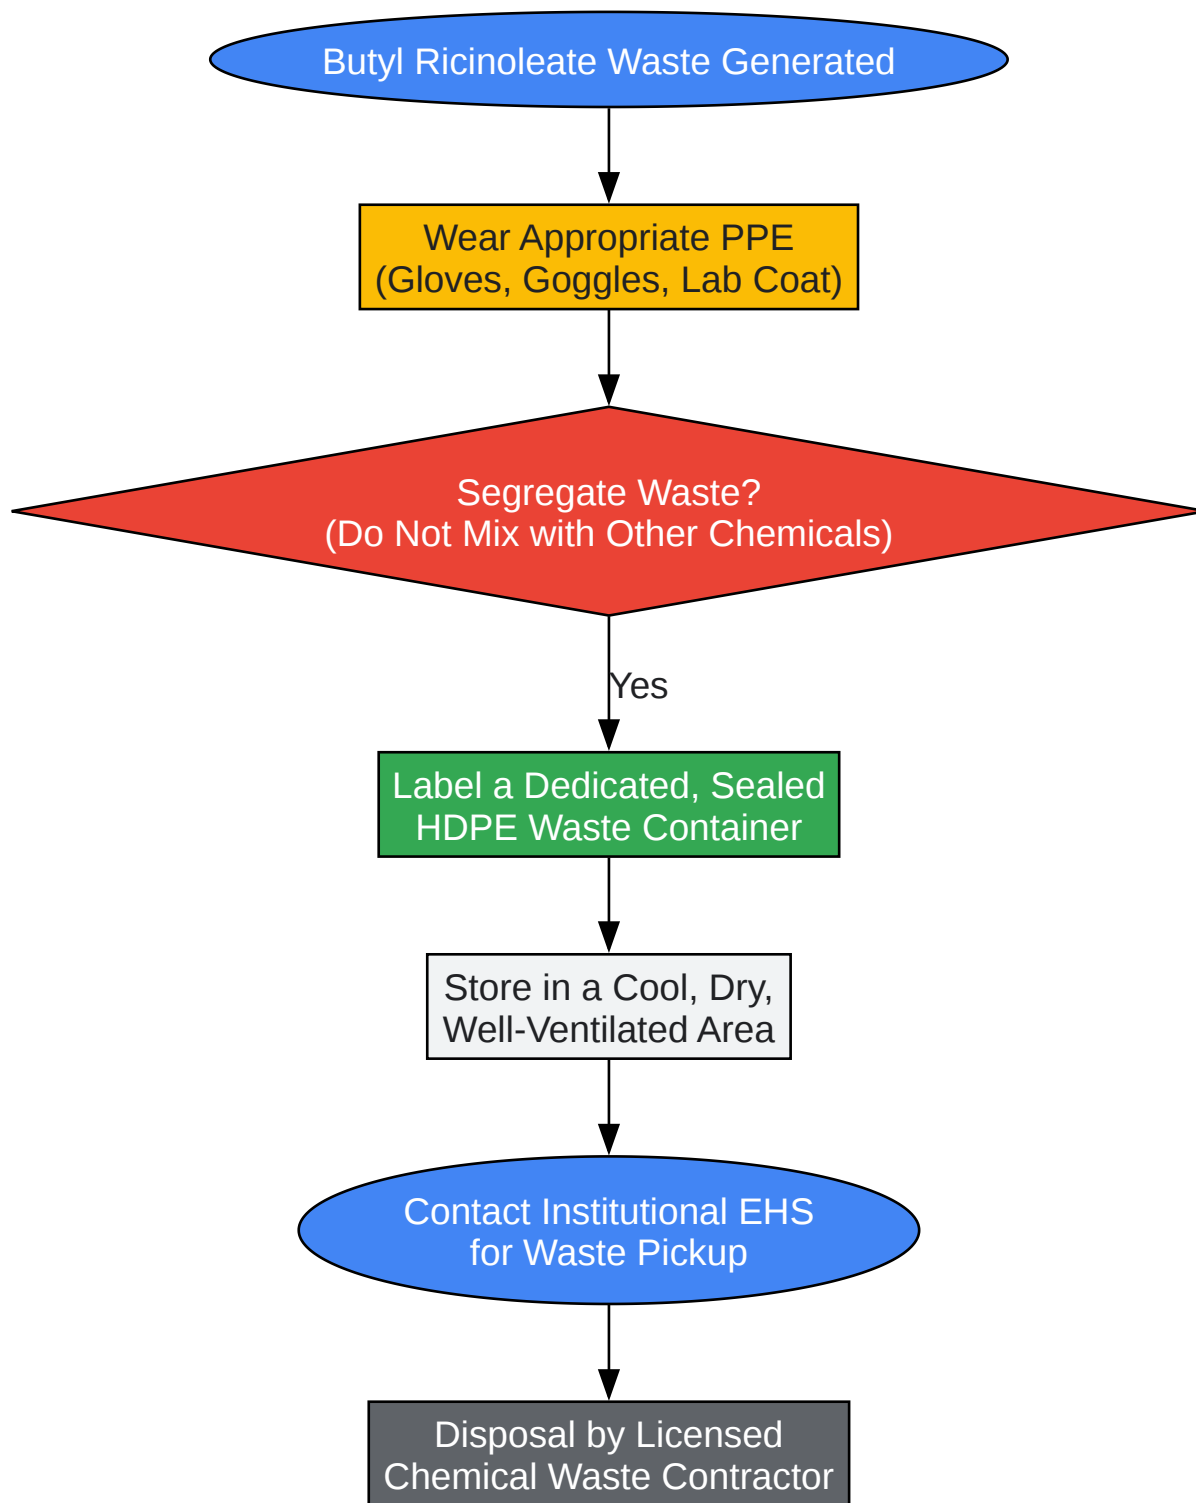 Butyl Ricinoleate Waste Generated
Wear Appropriate PPE
(Gloves, Goggles, Lab Coat)
Segregate Waste?
(Do Not Mix with Other Chemicals)
Yes
Label a Dedicated, Sealed
HDPE Waste Container
Store in a Cool, Dry,
Well-Ventilated Area
Contact Institutional EHS
for Waste Pickup
Disposal by Licensed
Chemical Waste Contractor